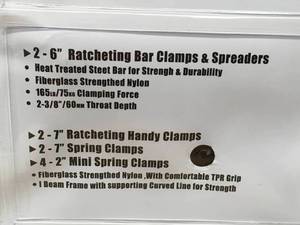 ▶2 - 6” Ratcheting Bar Clamps & Spreaders
• Heat Treated Steet Bar for Strengh & Durability
• Fiberglass Strengthed Nylon
• 165LB/75KG Clamping Force
• 2-3/8"/60MM Throat Depth
▶2 - 7” Ratcheting Handy Clamps
▶2 - 7” Spring Clamps
▶4 - 2” Mini Spring Clamps
• Fiberglass Strengthed Nylon ,With Comfortable TPR Grip
• I Beam Frame with supporting Curved Line for Strength